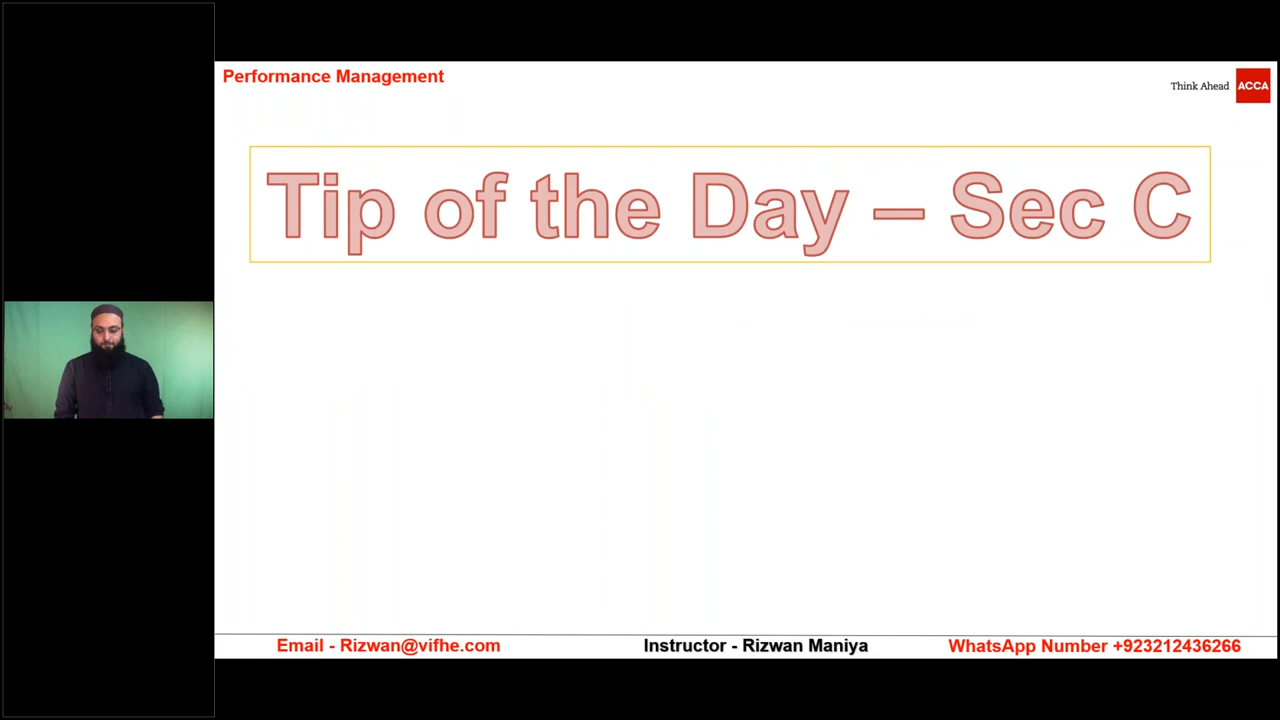 Performance Management
Think Ahead ACCA
Tip of the Day – Sec C
Email - Rizwan@vifhe.com
Instructor - Rizwan Maniya
WhatsApp Number +923212436266